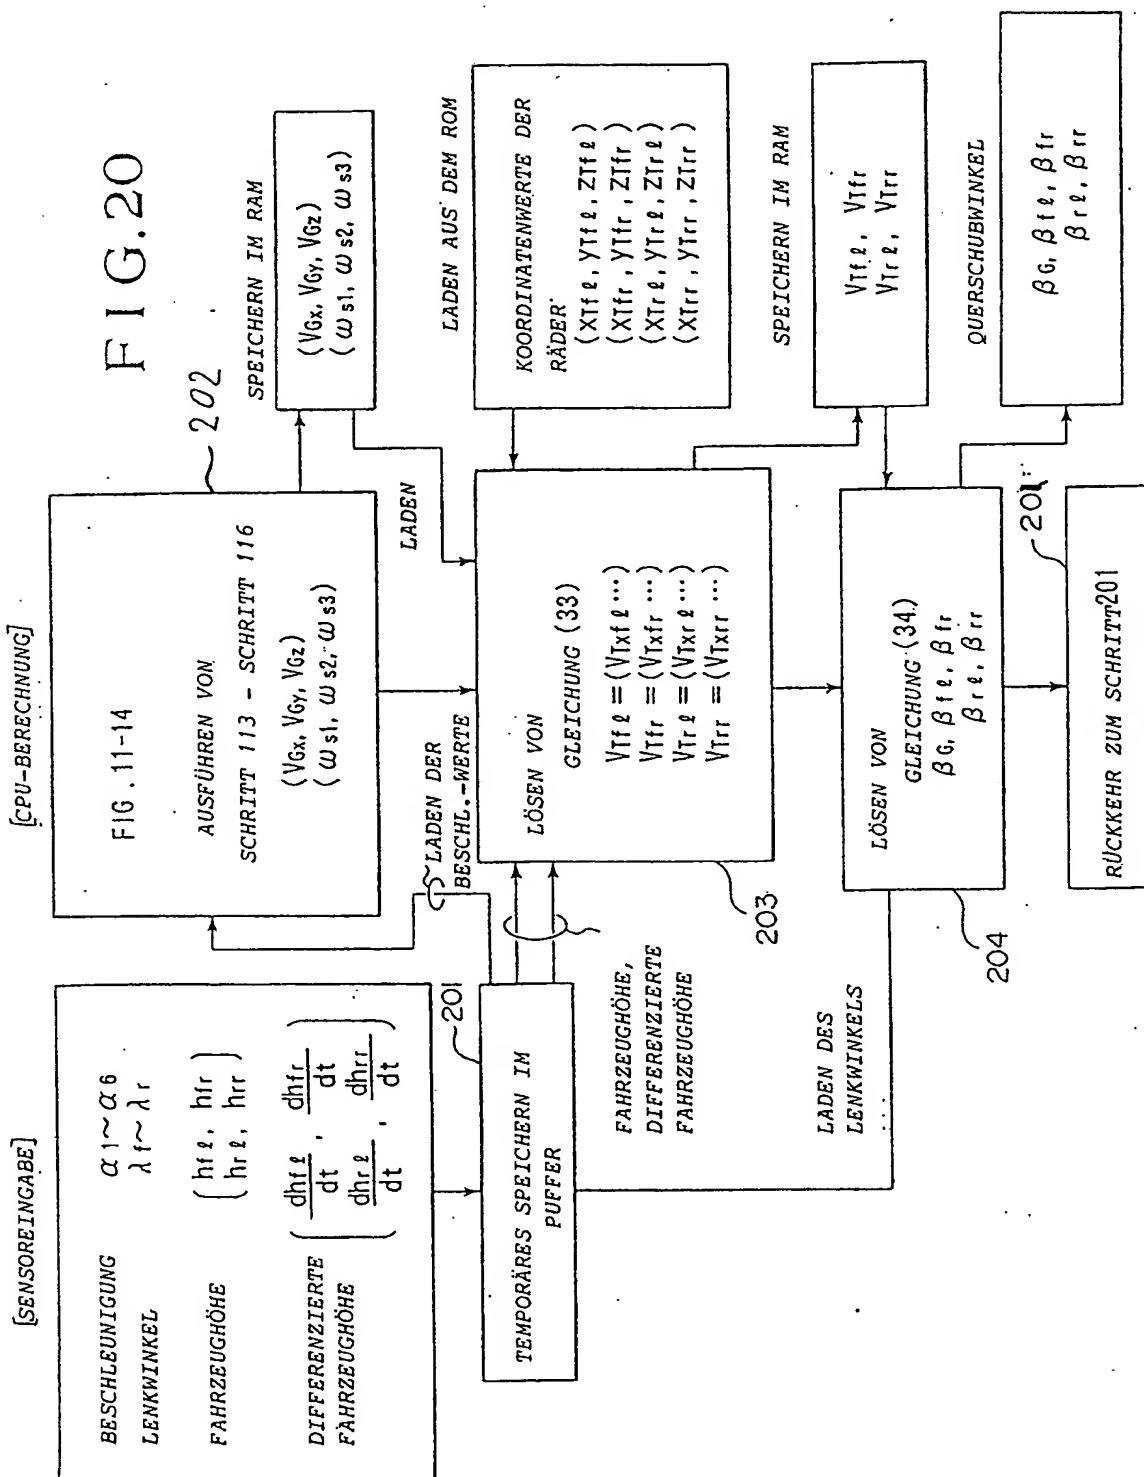 FIG.20
[SENSOREINGABE]
BESCHLEUNIGUNG α1~α6
LENKWINKEL λf~λr
FAHRZEUGHÖHE (hfℓ, hfr
hrℓ, hrr)
DIFFERENZIERTE
FAHRZEUGHÖHE
(dhfℓ/dt, dhfr/dt
dhrℓ/dt, dhrr/dt)
201
TEMPORÄRES SPEICHERN IM
PUFFER
[CPU-BERECHNUNG]
FIG.11-14
AUSFÜHREN VON
SCHRITT 113 - SCHRITT 116
(VGx, VGy, VGz)
(ωs1, ωs2, ωs3)
202
LADEN DER
BESCHL.-WERTE
SPEICHERN IM RAM
(VGx, VGy, VGz)
(ωs1, ωs2, ωs3)
LADEN
FAHRZEUGHÖHE,
DIFFERENZIERTE
FAHRZEUGHÖHE
LÖSEN VON
GLEICHUNG (33)
VTfℓ=(VTxfℓ···)
VTfr=(VTxfr···)
VTrℓ=(VTxrℓ···)
VTrr=(VTxrr···)
203
LADEN AUS DEM ROM
KOORDINATENWERTE DER
RÄDER
(XTfℓ, yTfℓ, ZTfℓ)
(XTfr, yTfr, ZTfr)
(XTrℓ, yTrℓ, ZTrℓ)
(XTrr, yTrr, ZTrr)
SPEICHERN IM RAM
VTfℓ, VTfr
VTrℓ, VTrr
LADEN DES
LENKWINKELS
LÖSEN VON
GLEICHUNG (34)
βG, βfℓ, βfr
βrℓ, βrr
204
QUERSCHUBWINKEL
βG, βfℓ, βfr
βrℓ, βrr
201
RÜCKKEHR ZUM SCHRITT 201